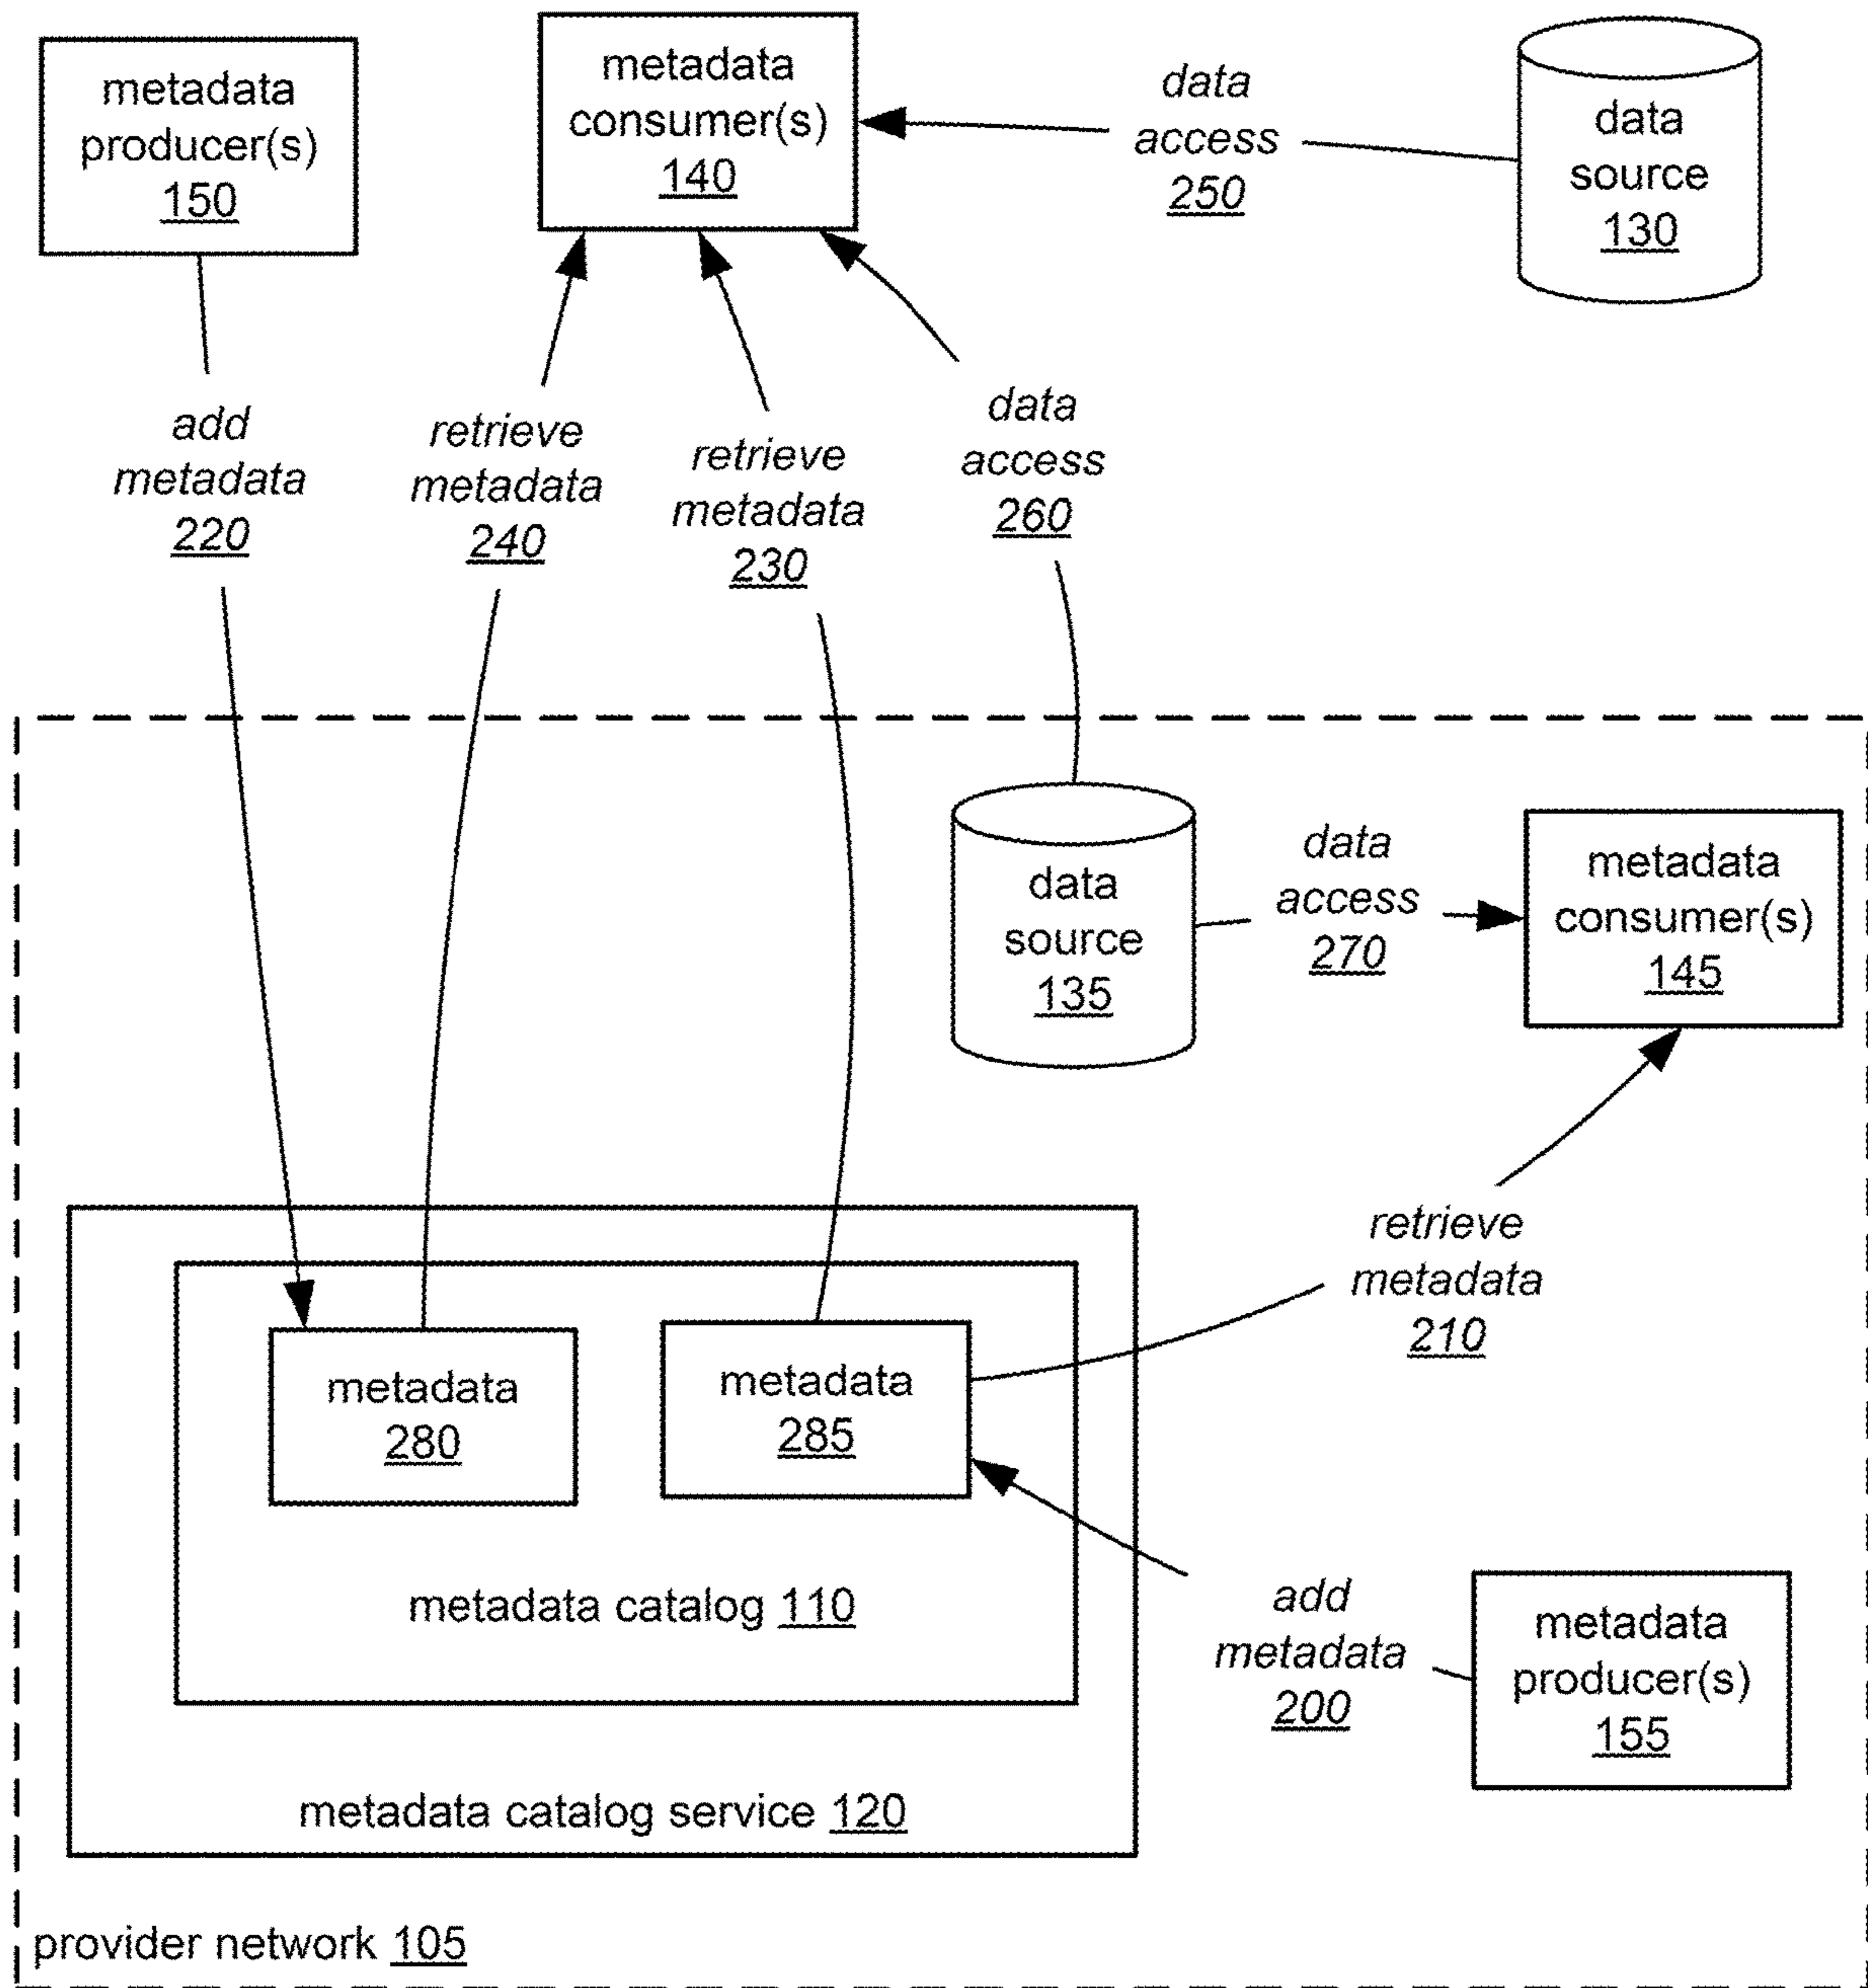 metadata
producer(s)
150
metadata
consumer(s)
140
data
access
250
data
source
130
add
metadata
220
retrieve
metadata
240
retrieve
metadata
230
data
access
260
data
source
135
data
access
270
metadata
consumer(s)
145
retrieve
metadata
210
metadata
280
metadata
285
metadata catalog 110
add
metadata
200
metadata
producer(s)
155
metadata catalog service 120
provider network 105